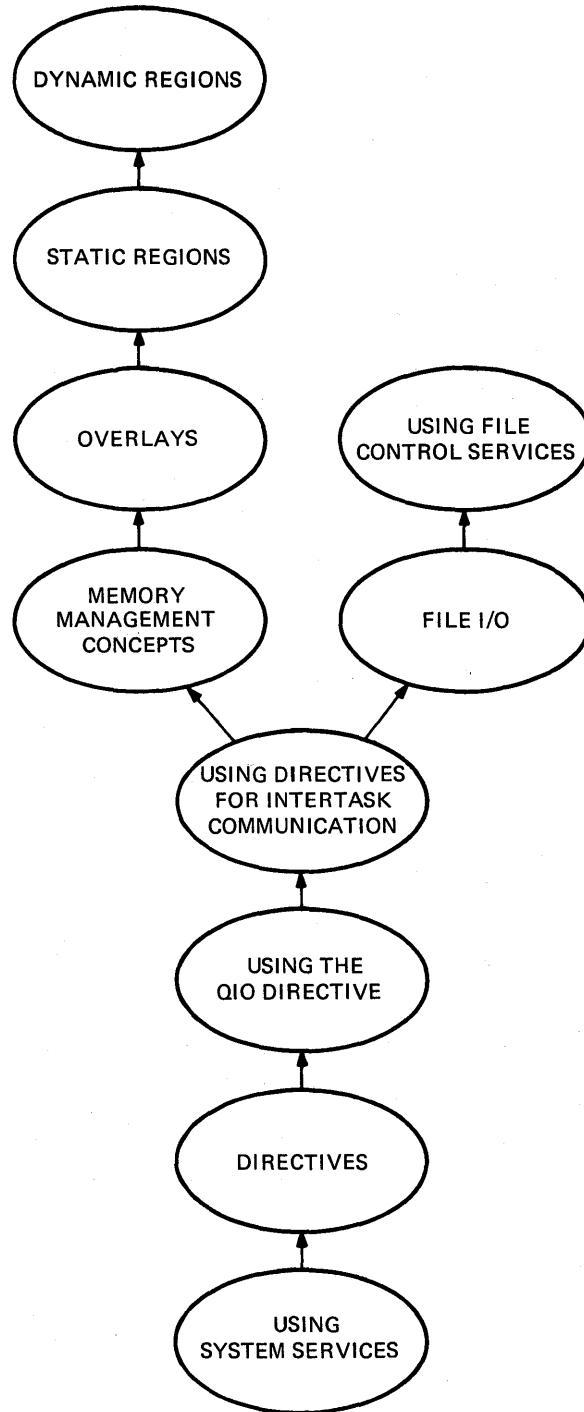 DYNAMIC REGIONS
STATIC REGIONS
OVERLAYS
USING FILE
CONTROL SERVICES
MEMORY
MANAGEMENT
CONCEPTS
FILE I/O
USING DIRECTIVES
FOR INTERTASK
COMMUNICATION
USING THE
QIO DIRECTIVE
DIRECTIVES
USING
SYSTEM SERVICES